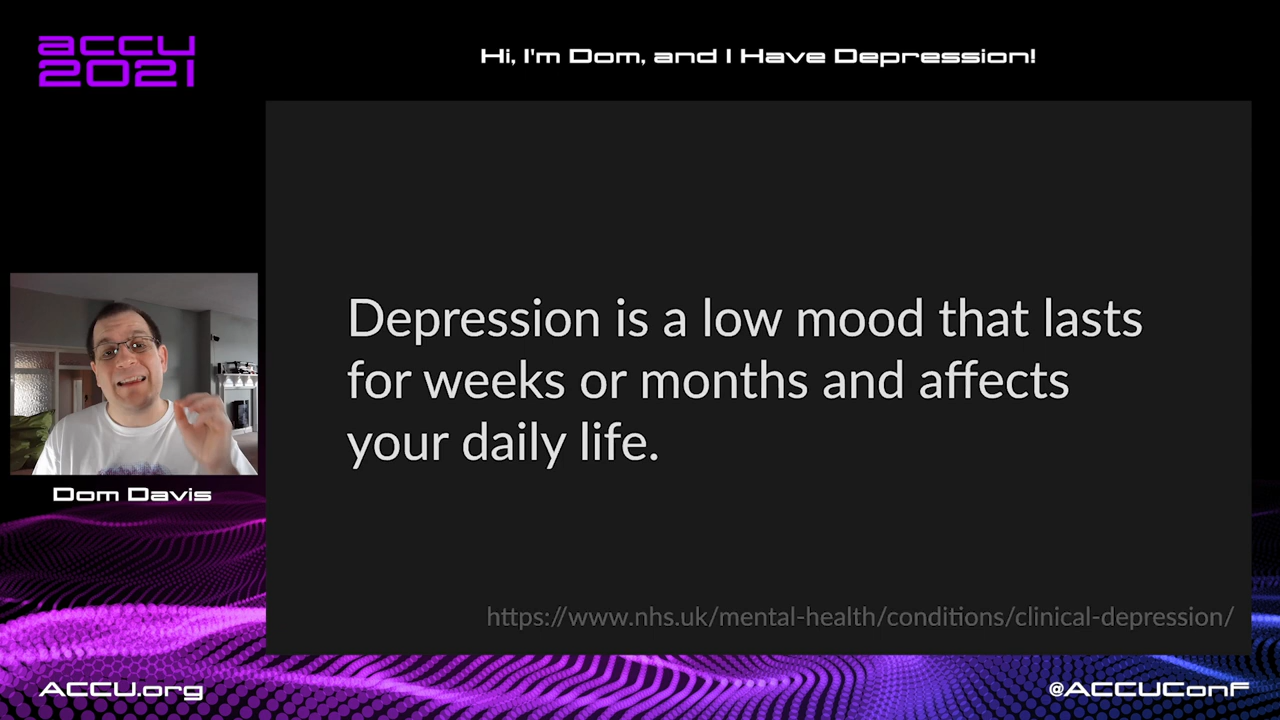 accu
2021
Hi, I'm Dom, and I Have Depression!
Depression is a low mood that lasts
for weeks or months and affects
your daily life.
https://www.nhs.uk/mental-health/conditions/clinical-depression/
Dom Davis
ACCU.org
@ACCUConf